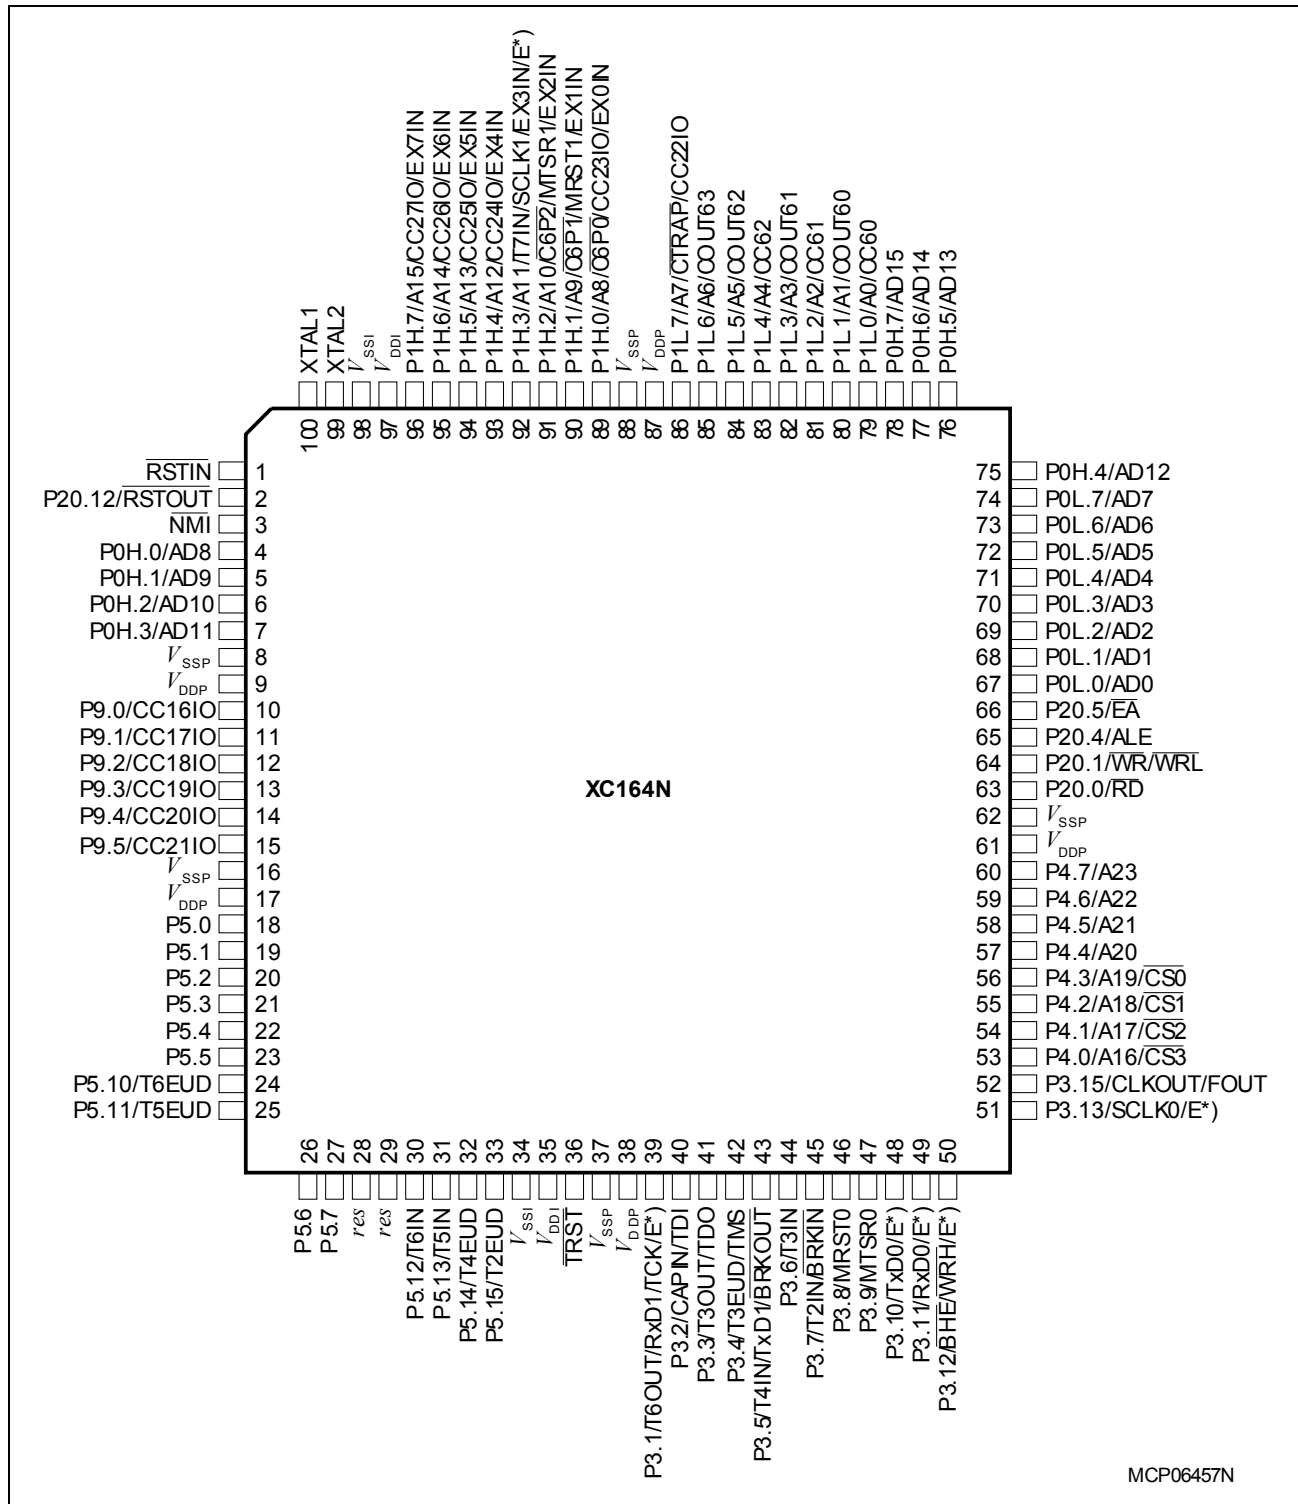 XTAL1
XTAL2
VSSI
VDDI
P1H.7/A15/CC27IO/EX7IN
P1H.6/A14/CC26IO/EX6IN
P1H.5/A13/CC25IO/EX5IN
P1H.4/A12/CC24IO/EX4IN
P1H.3/A11/T7IN/SCLK1/EX3IN/E*)
P1H.2/A10/C6P2/MTSR1/EX2IN
P1H.1/A9/C6P1/MRST1/EX1IN
P1H.0/A8/C6P0/CC23IO/EX0IN
VSSP
VDDP
P1L.7/A7/CTRAP/CC22IO
P1L.6/A6/COUT63
P1L.5/A5/COUT62
P1L.4/A4/CC62
P1L.3/A3/COUT61
P1L.2/A2/CC61
P1L.1/A1/COUT60
P1L.0/A0/CC60
P0H.7/AD15
P0H.6/AD14
P0H.5/AD13
100
99
98
97
96
95
94
93
92
91
90
89
88
87
86
85
84
83
82
81
80
79
78
77
76
RSTIN 1
P20.12/RSTOUT 2
NMI 3
P0H.0/AD8 4
P0H.1/AD9 5
P0H.2/AD10 6
P0H.3/AD11 7
VSSP 8
VDDP 9
P9.0/CC16IO 10
P9.1/CC17IO 11
P9.2/CC18IO 12
P9.3/CC19IO 13
P9.4/CC20IO 14
P9.5/CC21IO 15
VSSP 16
VDDP 17
P5.0 18
P5.1 19
P5.2 20
P5.3 21
P5.4 22
P5.5 23
P5.10/T6EUD 24
P5.11/T5EUD 25
XC164N
75 P0H.4/AD12
74 P0L.7/AD7
73 P0L.6/AD6
72 P0L.5/AD5
71 P0L.4/AD4
70 P0L.3/AD3
69 P0L.2/AD2
68 P0L.1/AD1
67 P0L.0/AD0
66 P20.5/EA
65 P20.4/ALE
64 P20.1/WR/WRL
63 P20.0/RD
62 VSSP
61 VDDP
60 P4.7/A23
59 P4.6/A22
58 P4.5/A21
57 P4.4/A20
56 P4.3/A19/CS0
55 P4.2/A18/CS1
54 P4.1/A17/CS2
53 P4.0/A16/CS3
52 P3.15/CLKOUT/FOUT
51 P3.13/SCLK0/E*)
26
27
28
29
30
31
32
33
34
35
36
37
38
39
40
41
42
43
44
45
46
47
48
49
50
P5.6
P5.7
res
res
P5.12/T6IN
P5.13/T5IN
P5.14/T4EUD
P5.15/T2EUD
VSSI
VDDI
TRST
VSSP
VDDP
P3.1/T6OUT/RxD1/TCK/E*)
P3.2/CAPIN/TDI
P3.3/T3OUT/TDO
P3.4/T3EUD/TMS
P3.5/T4IN/TxD1/BRKOUT
P3.6/T3IN
P3.7/T2IN/BRKIN
P3.8/MRST0
P3.9/MTSR0
P3.10/TxD0/E*)
P3.11/RxD0/E*)
P3.12/BHE/WRH/E*)
MCP06457N